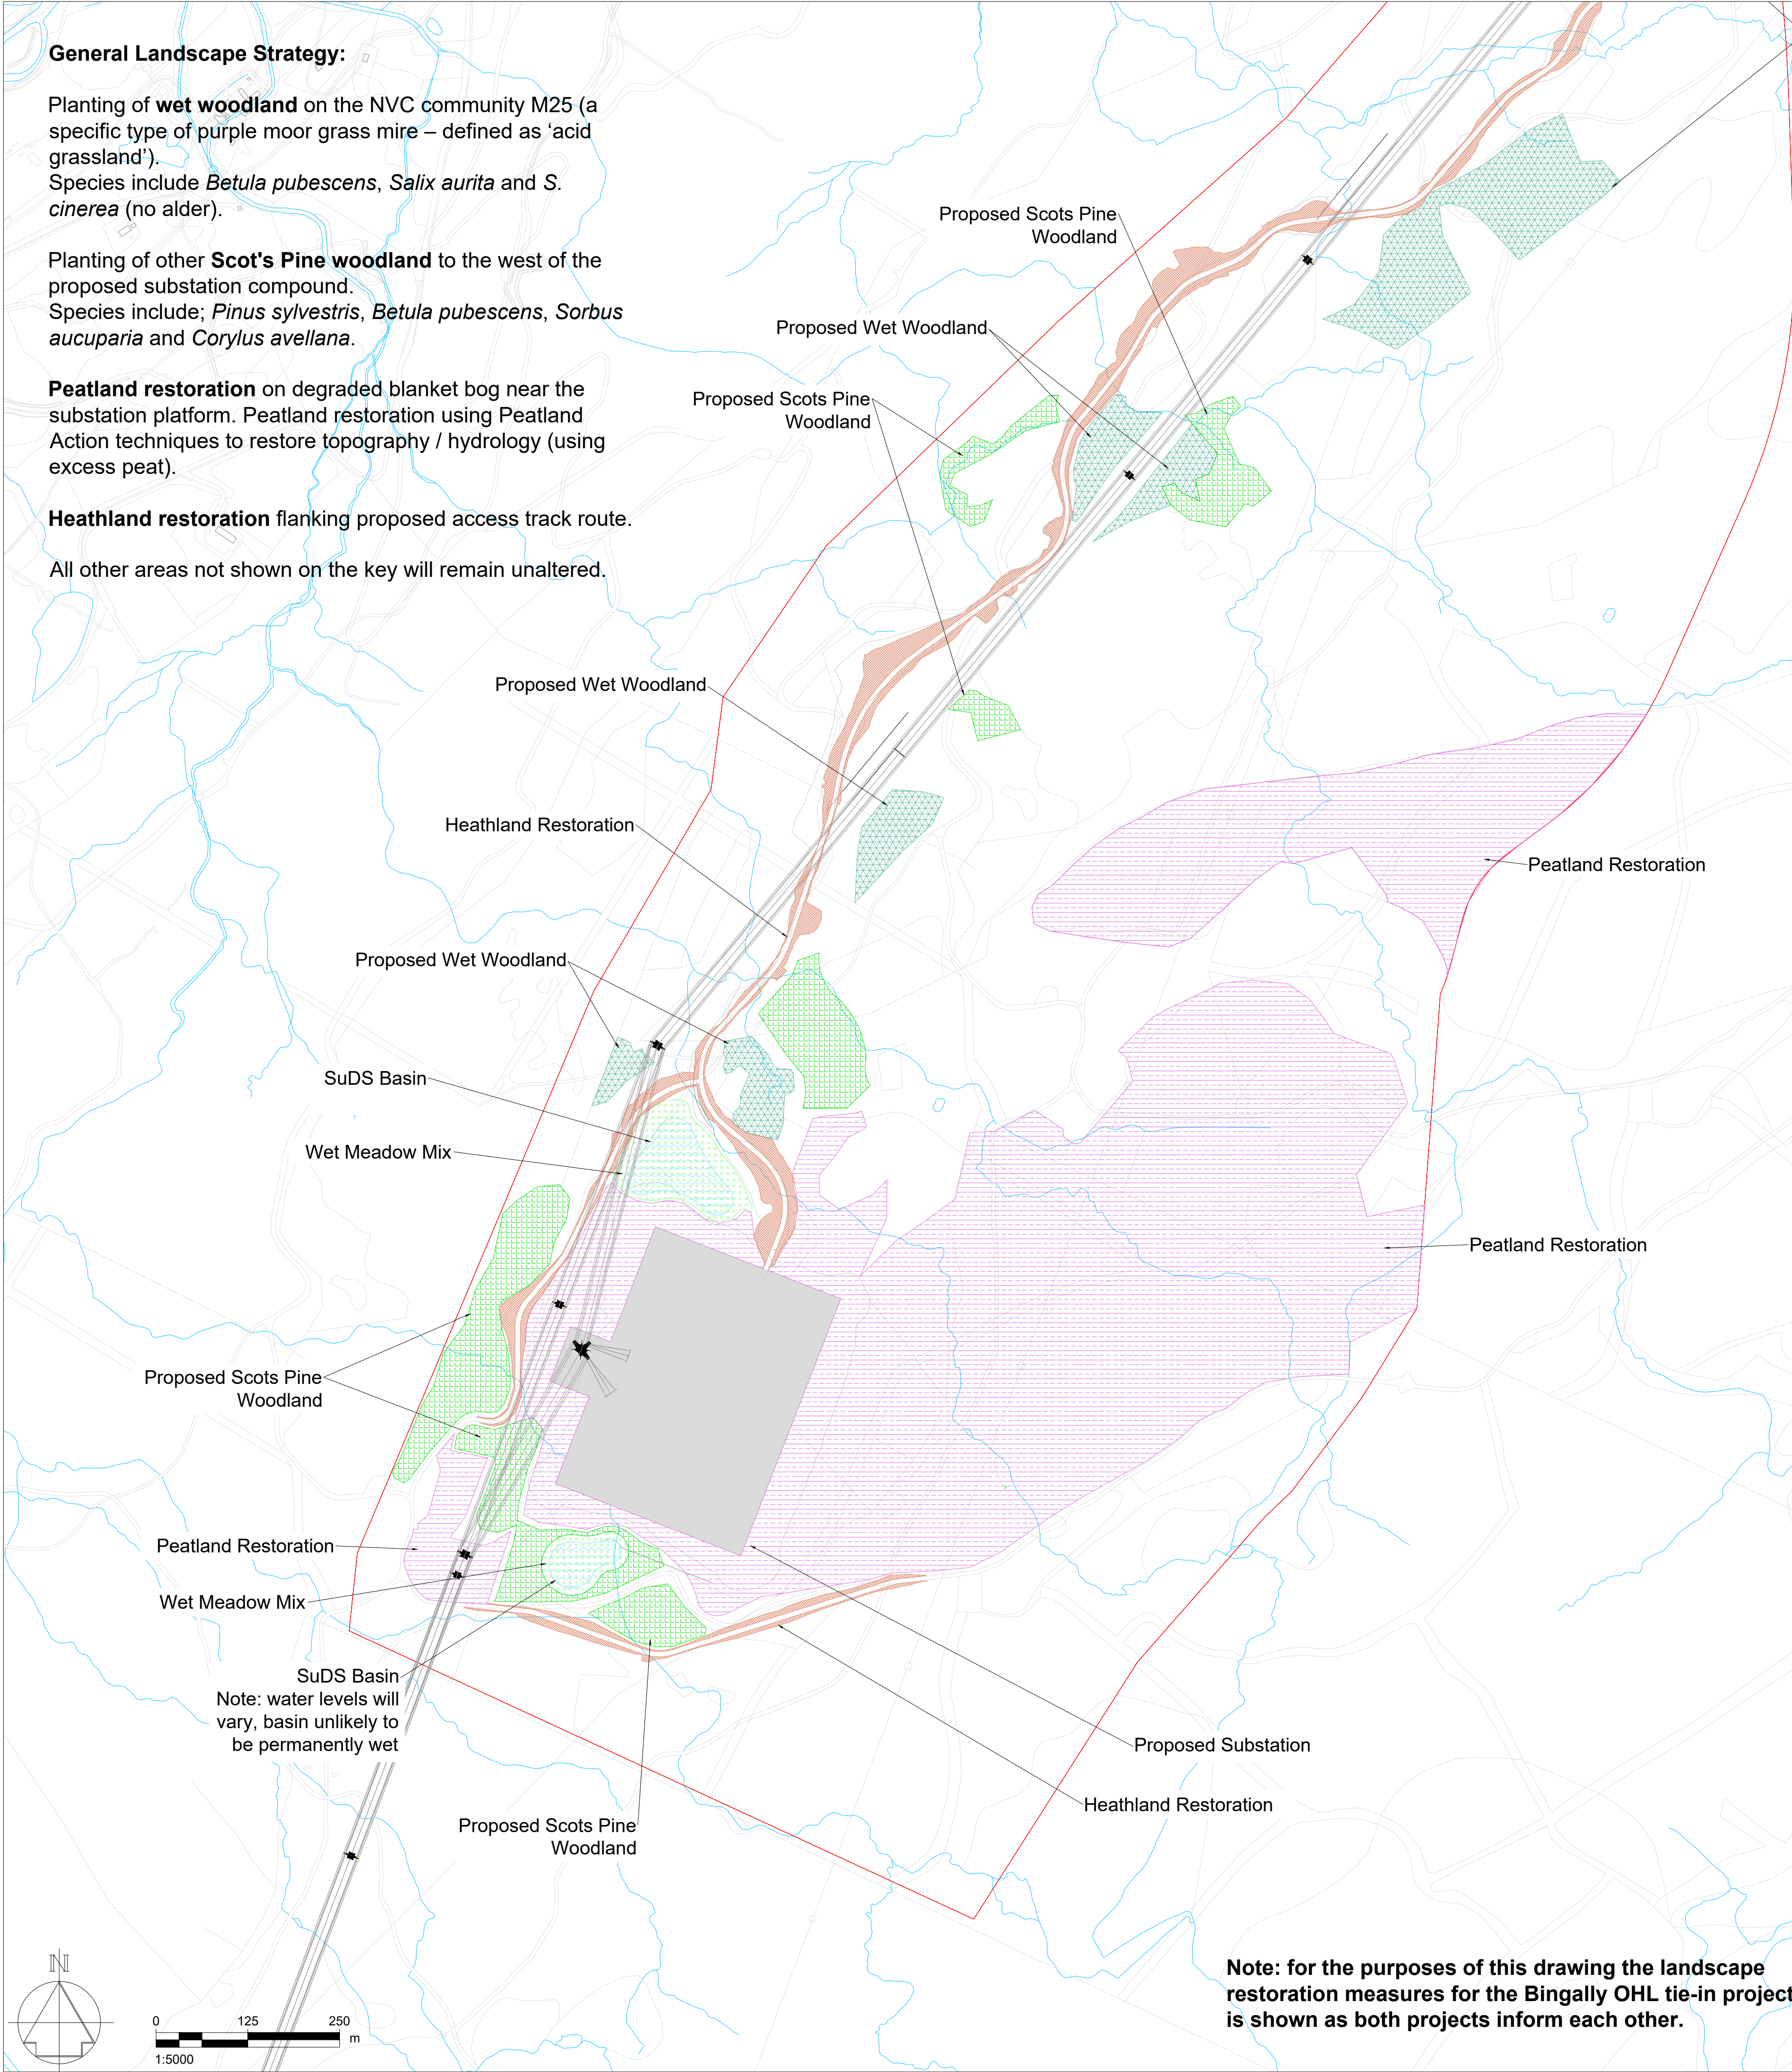 General Landscape Strategy:
Planting of wet woodland on the NVC community M25 (a
specific type of purple moor grass mire – defined as ‘acid
grassland’).
Species include Betula pubescens, Salix aurita and S.
cinerea (no alder).
Planting of other Scot's Pine woodland to the west of the
proposed substation compound.
Species include; Pinus sylvestris, Betula pubescens, Sorbus
aucuparia and Corylus avellana.
Peatland restoration on degraded blanket bog near the
substation platform. Peatland restoration using Peatland
Action techniques to restore topography / hydrology (using
excess peat).
Heathland restoration flanking proposed access track route.
All other areas not shown on the key will remain unaltered.
Proposed Scots Pine
Woodland
Proposed Wet Woodland
Proposed Scots Pine
Woodland
Proposed Wet Woodland
Heathland Restoration
Peatland Restoration
Proposed Wet Woodland
SuDS Basin
Wet Meadow Mix
Peatland Restoration
Proposed Scots Pine
Woodland
Peatland Restoration
Wet Meadow Mix
SuDS Basin
Note: water levels will
vary, basin unlikely to
be permanently wet
Proposed Substation
Heathland Restoration
Proposed Scots Pine
Woodland
Note: for the purposes of this drawing the landscape
restoration measures for the Bingally OHL tie-in project
is shown as both projects inform each other.
N
0 125 250
m
1:5000